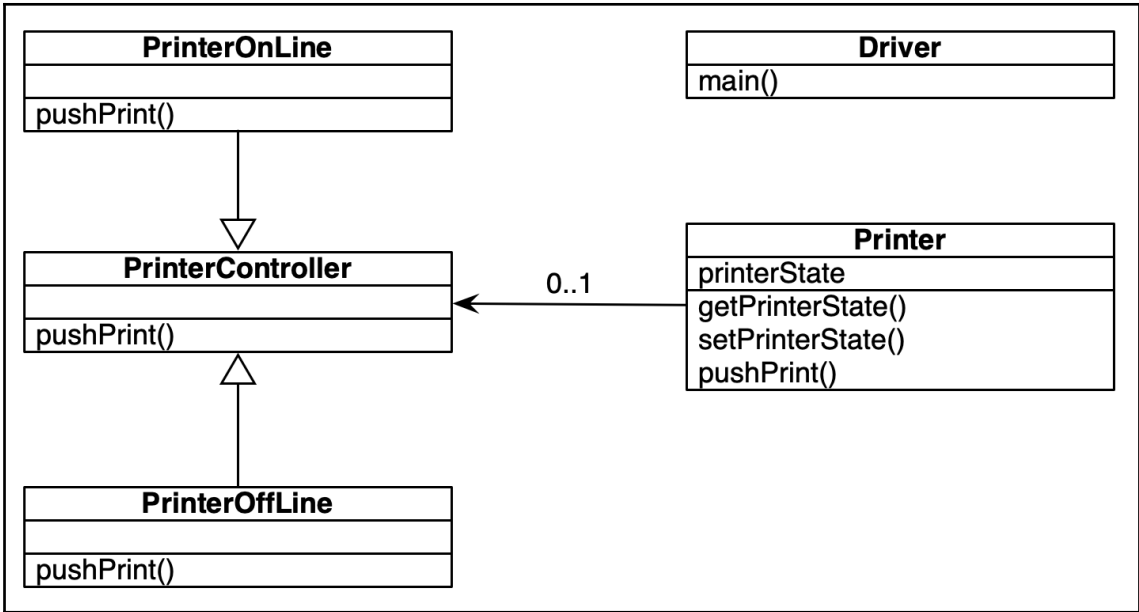 PrinterOnLine
pushPrint()
Driver
main()
PrinterController
pushPrint()
0..1
Printer
printerState
getPrinterState()
setPrinterState()
pushPrint()
PrinterOffLine
pushPrint()